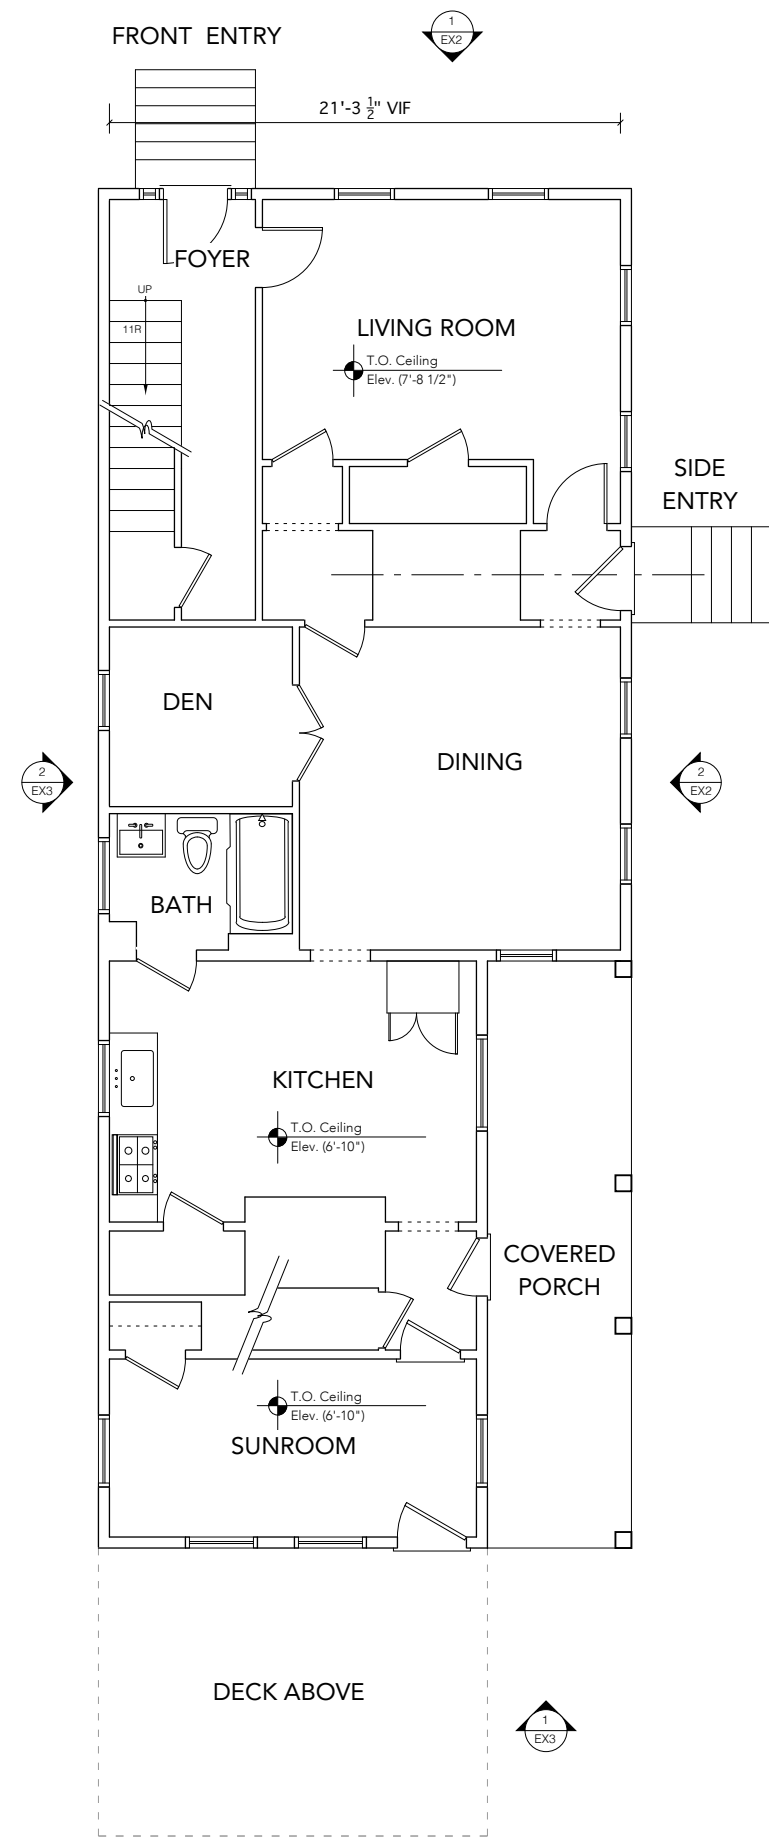 FRONT ENTRY
1
EX2
21'-3 1/2" VIF
FOYER
UP
11R
LIVING ROOM
T.O. Ceiling
Elev. (7'-8 1/2")
SIDE
ENTRY
DEN
DINING
2
EX3
2
EX2
BATH
KITCHEN
T.O. Ceiling
Elev. (6'-10")
COVERED
PORCH
T.O. Ceiling
Elev. (6'-10")
SUNROOM
DECK ABOVE
1
EX3